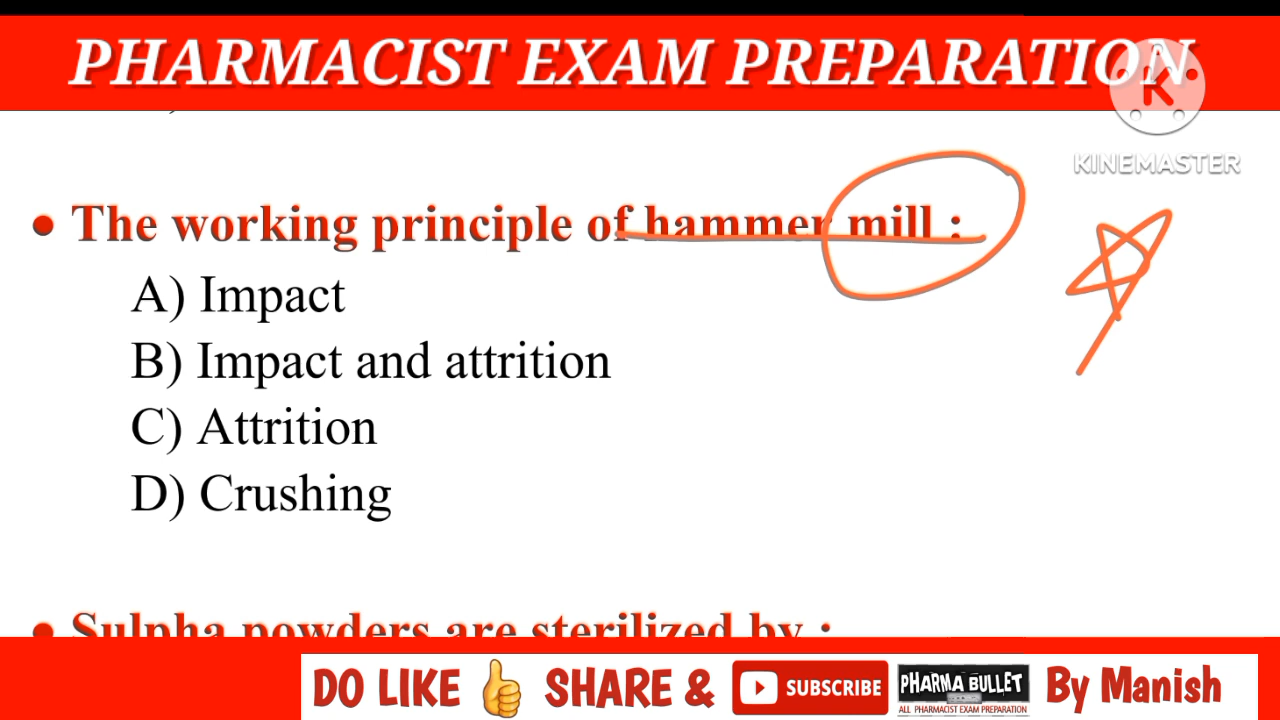 PHARMACIST EXAM PREPARATION
K
KINEMASTER
• The working principle of hammer mill :
A) Impact
B) Impact and attrition
C) Attrition
D) Crushing
• Sulpha powders are sterilized by :
DO LIKE 👍 SHARE & SUBSCRIBE PHARMA BULLET By Manish
ALL PHARMACIST EXAM PREPARATION